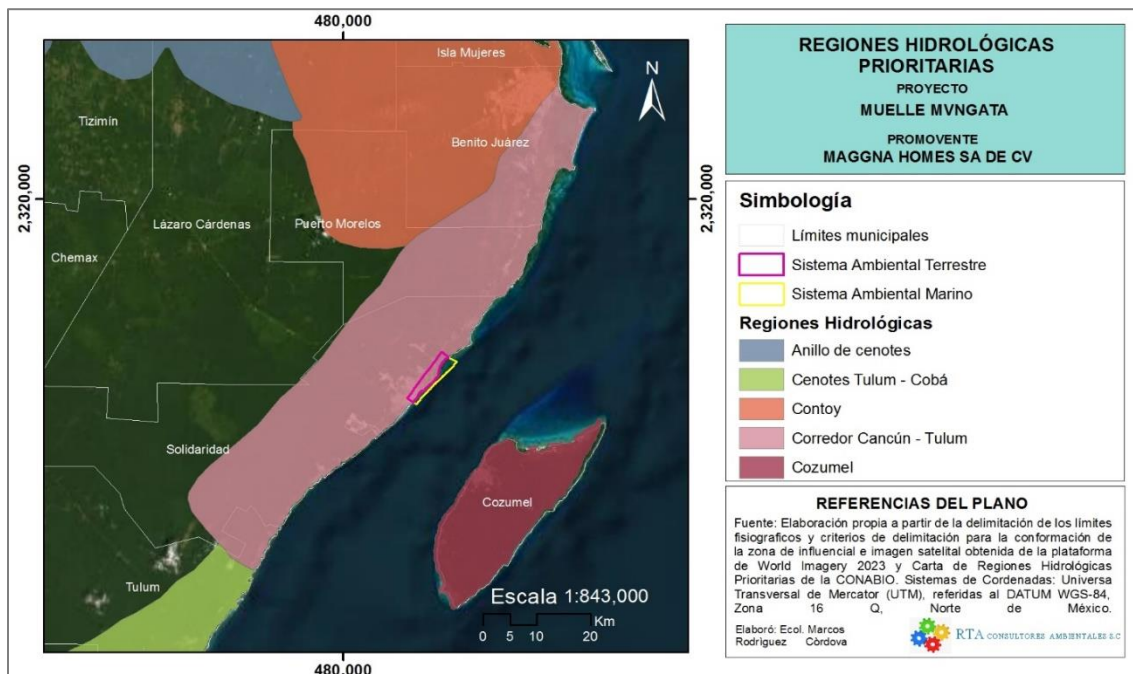 480,000
Isla Mujeres
N
Tizimín
Benito Juárez
2,320,000
2,320,000
Lázaro Cárdenas
Puerto Morelos
Chemax
Solidaridad
Cozumel
Tulum
Escala 1:843,000
Km
0 5 10 20
480,000
REGIONES HIDROLÓGICAS
PRIORITARIAS
PROYECTO
MUELLE MVNGATA
PROMOVENTE
MAGGNA HOMES SA DE CV
Simbología
Límites municipales
Sistema Ambiental Terrestre
Sistema Ambiental Marino
Regiones Hidrológicas
Anillo de cenotes
Cenotes Tulum - Cobá
Contoy
Corredor Cancún - Tulum
Cozumel
REFERENCIAS DEL PLANO
Fuente: Elaboración propia a partir de la delimitación de los límites
fisiograficos y criterios de delimitación para la conformación de
la zona de influencial e imagen satelital obtenida de la plataforma
de World Imagery 2023 y Carta de Regiones Hidrológicas
Prioritarias de la CONABIO. Sistemas de Cordenadas: Universa
Transversal de Mercator (UTM), referidas al DATUM WGS-84,
Zona 16 Q, Norte de México.
Elaboró: Ecol. Marcos
Rodrìguez Còrdova
RTA CONSULTORES AMBIENTALES S.C